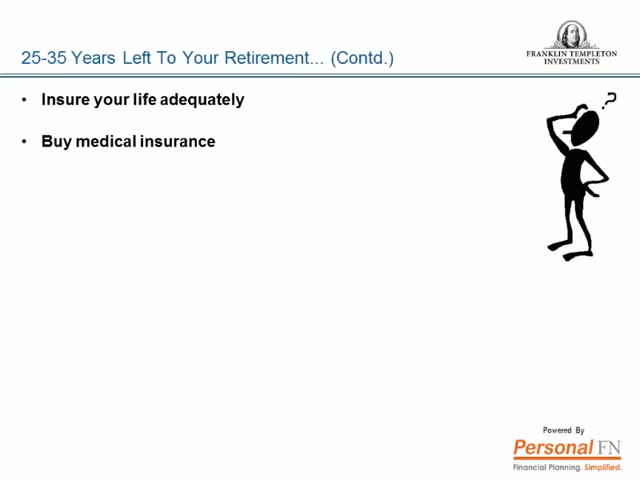 25-35 Years Left To Your Retirement... (Contd.)
FRANKLIN TEMPLETON
INVESTMENTS
• Insure your life adequately
• Buy medical insurance
?
Powered By
Personal FN
Financial Planning. Simplified.